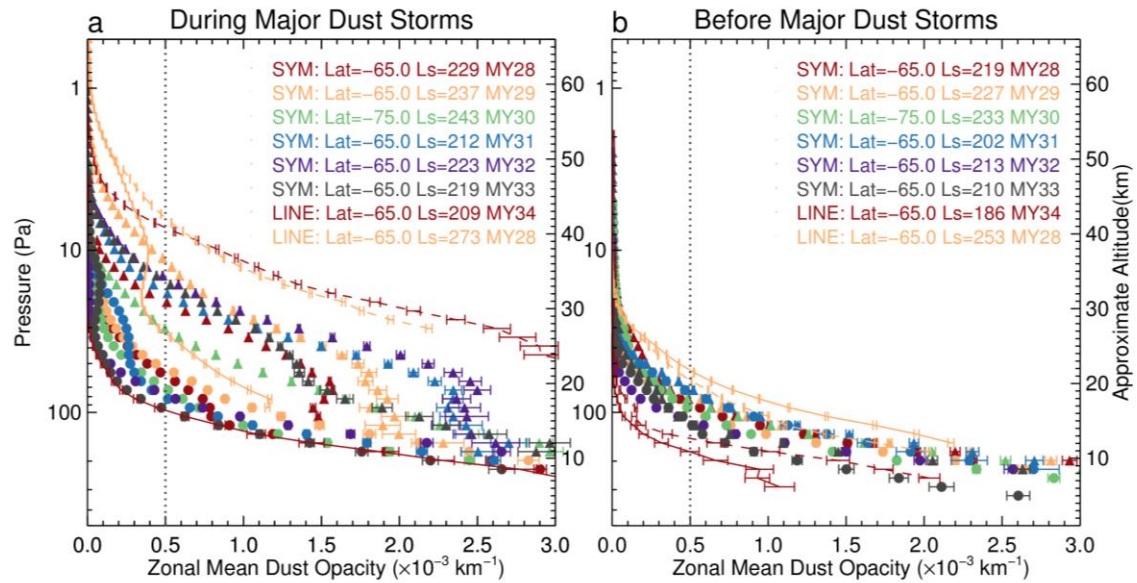 a During Major Dust Storms
SYM: Lat=−65.0 Ls=229 MY28
SYM: Lat=−65.0 Ls=237 MY29
SYM: Lat=−75.0 Ls=243 MY30
SYM: Lat=−65.0 Ls=212 MY31
SYM: Lat=−65.0 Ls=223 MY32
SYM: Lat=−65.0 Ls=219 MY33
LINE: Lat=−65.0 Ls=209 MY34
LINE: Lat=−65.0 Ls=273 MY28
Pressure (Pa)
1
10
100
60
50
40
30
20
10
0.0 0.5 1.0 1.5 2.0 2.5 3.0
Zonal Mean Dust Opacity (×10⁻³ km⁻¹)
b Before Major Dust Storms
SYM: Lat=−65.0 Ls=219 MY28
SYM: Lat=−65.0 Ls=227 MY29
SYM: Lat=−75.0 Ls=233 MY30
SYM: Lat=−65.0 Ls=202 MY31
SYM: Lat=−65.0 Ls=213 MY32
SYM: Lat=−65.0 Ls=210 MY33
LINE: Lat=−65.0 Ls=186 MY34
LINE: Lat=−65.0 Ls=253 MY28
1
10
100
60
50
40
30
20
10
Approximate Altitude(km)
0.0 0.5 1.0 1.5 2.0 2.5 3.0
Zonal Mean Dust Opacity (×10⁻³ km⁻¹)